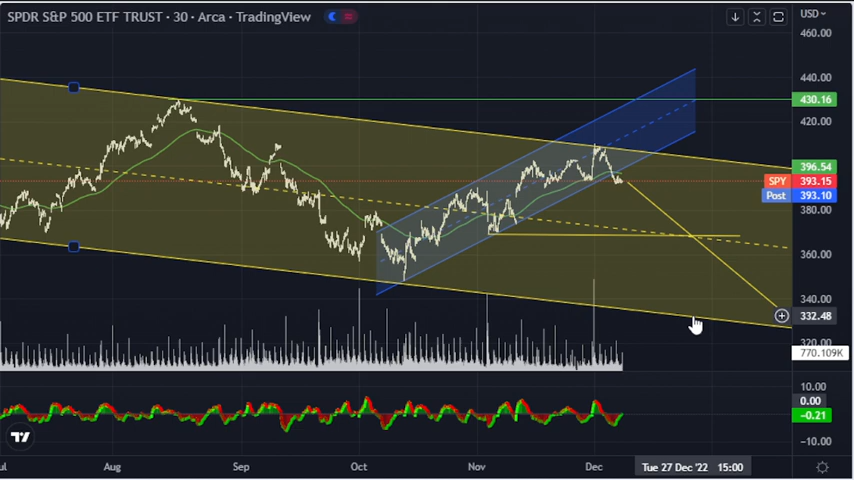 SPDR S&P 500 ETF TRUST · 30 · Arca · TradingView
USD
460.00
440.00
430.16
420.00
396.54
SPY 393.15
Post 393.10
380.00
360.00
340.00
332.48
320.00
770.109K
10.00
0.00
−0.21
−10.00
ul Aug Sep Oct Nov Dec Tue 27 Dec '22 15:00